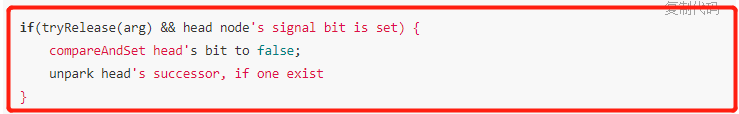 复制代码
if(tryRelease(arg) && head node's signal bit is set) {
    compareAndSet head's bit to false;
    unpark head's successor, if one exist
}